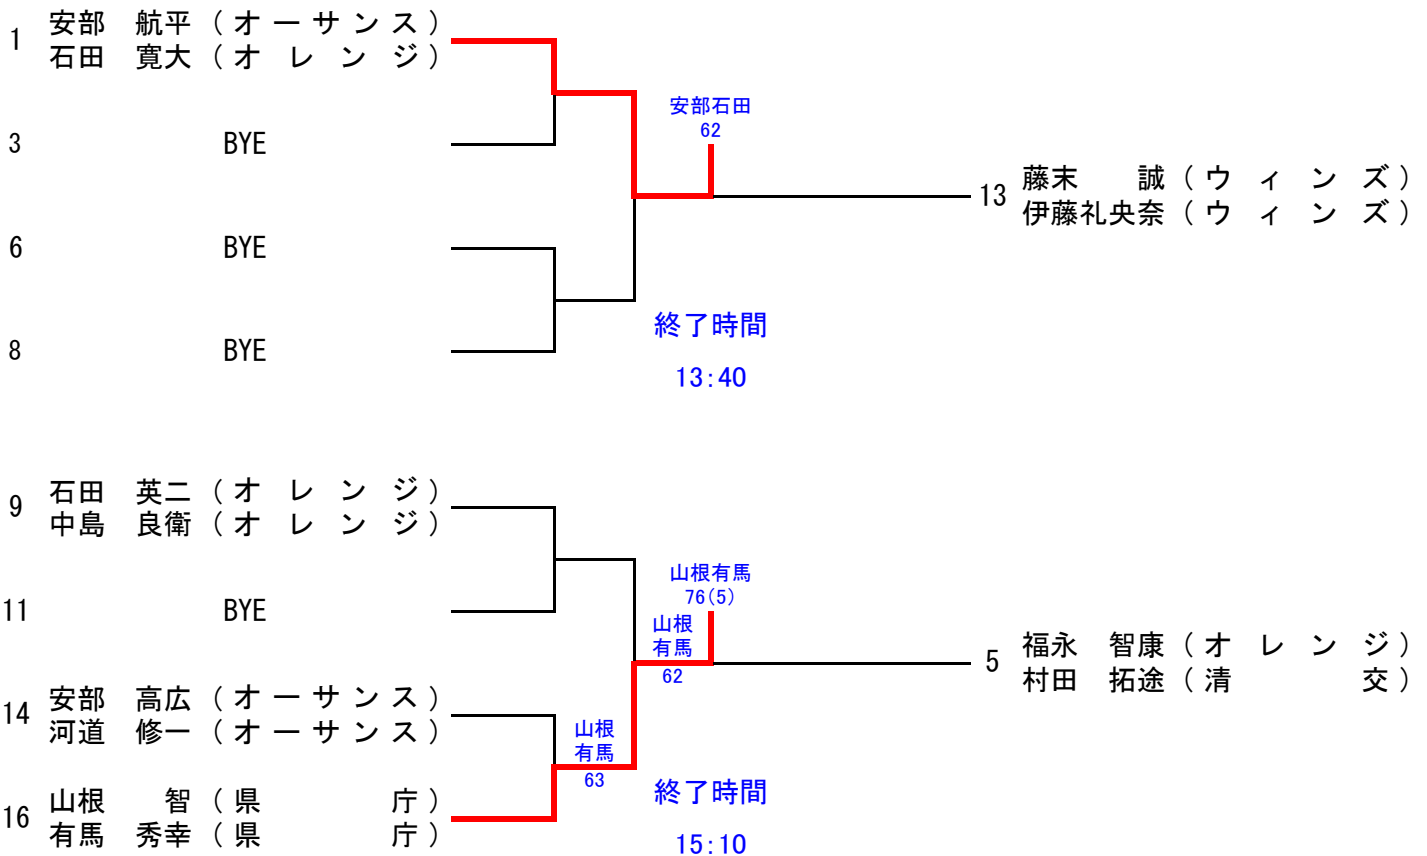 1 安部 航平 (オーサンス)
石田 寛大 (オレンジ)
安部石田
62
3 BYE
13 藤末 誠 (ウィンズ)
伊藤礼央奈 (ウィンズ)
6 BYE
終了時間
8 BYE
13:40
9 石田 英二 (オレンジ)
中島 良衛 (オレンジ)
山根有馬
76(5)
11 BYE
山根
有馬
62
5 福永 智康 (オレンジ)
村田 拓途 (清交)
14 安部 高広 (オーサンス)
河道 修一 (オーサンス)
山根
有馬
63
終了時間
16 山根 智 (県庁)
有馬 秀幸 (県庁)
15:10